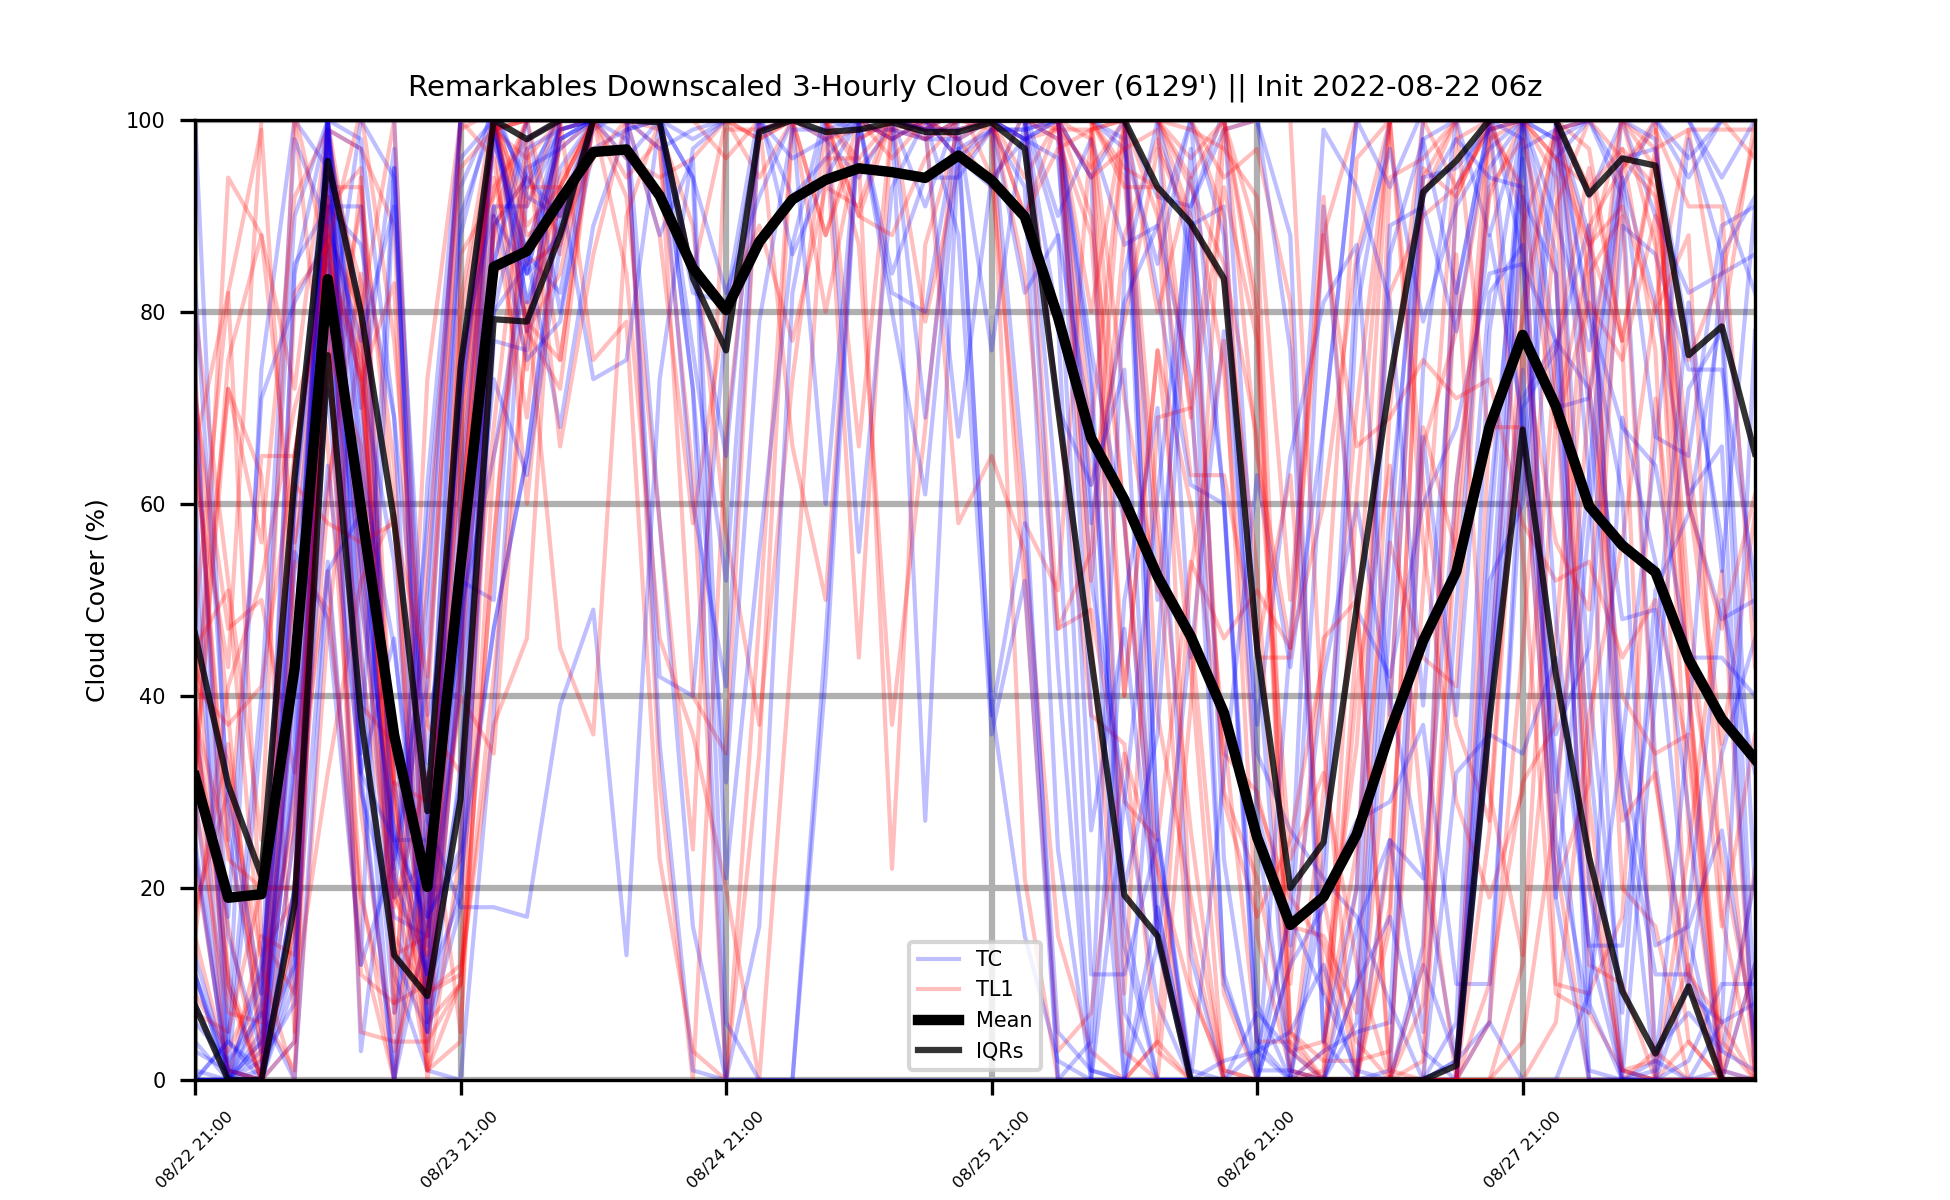 Remarkables Downscaled 3-Hourly Cloud Cover (6129') || Init 2022-08-22 06z
Cloud Cover (%)
100
80
60
40
20
0
TC
TL1
Mean
IQRs
08/22 21:00
08/23 21:00
08/24 21:00
08/25 21:00
08/26 21:00
08/27 21:00